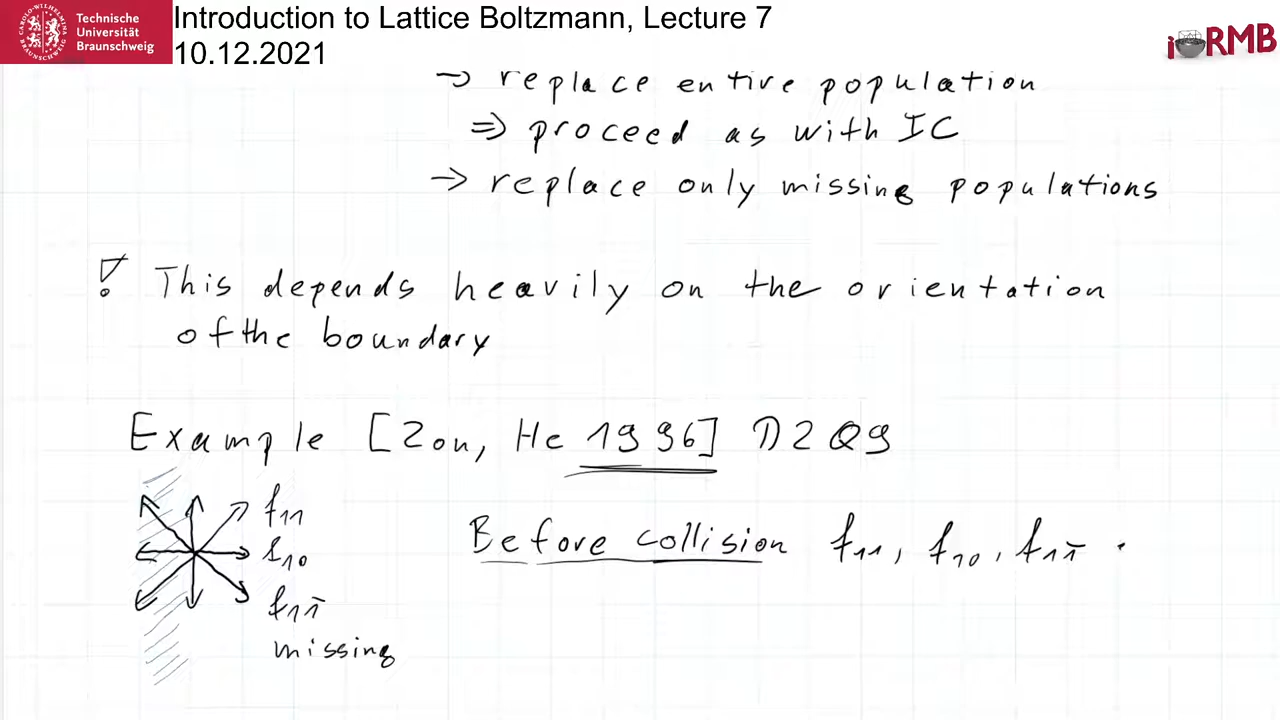 Technische
Universität
Braunschweig
Introduction to Lattice Boltzmann, Lecture 7
10.12.2021
iRMB
→ replace entire population
⇒ proceed as with IC
→ replace only missing populations
! This depends heavily on the orientation
of the boundary
Example [Zou, He 1996] D2Q9
f₁₁
f₁₀
f₁₁̄
missing
Before collision f₁₁, f₁₀, f₁₁̄